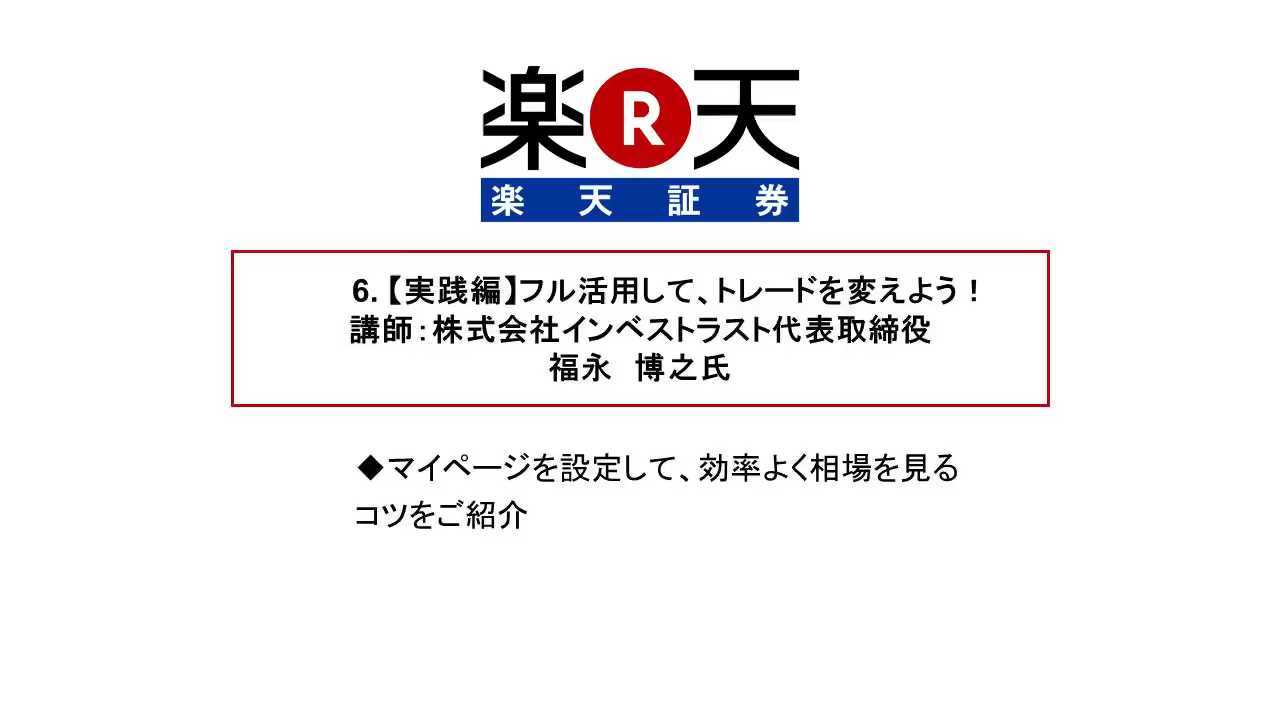 楽R天
楽天証券
6.【実践編】フル活用して、トレードを変えよう！
講師：株式会社インベストラスト代表取締役
福永　博之氏
◆マイページを設定して、効率よく相場を見る
コツをご紹介